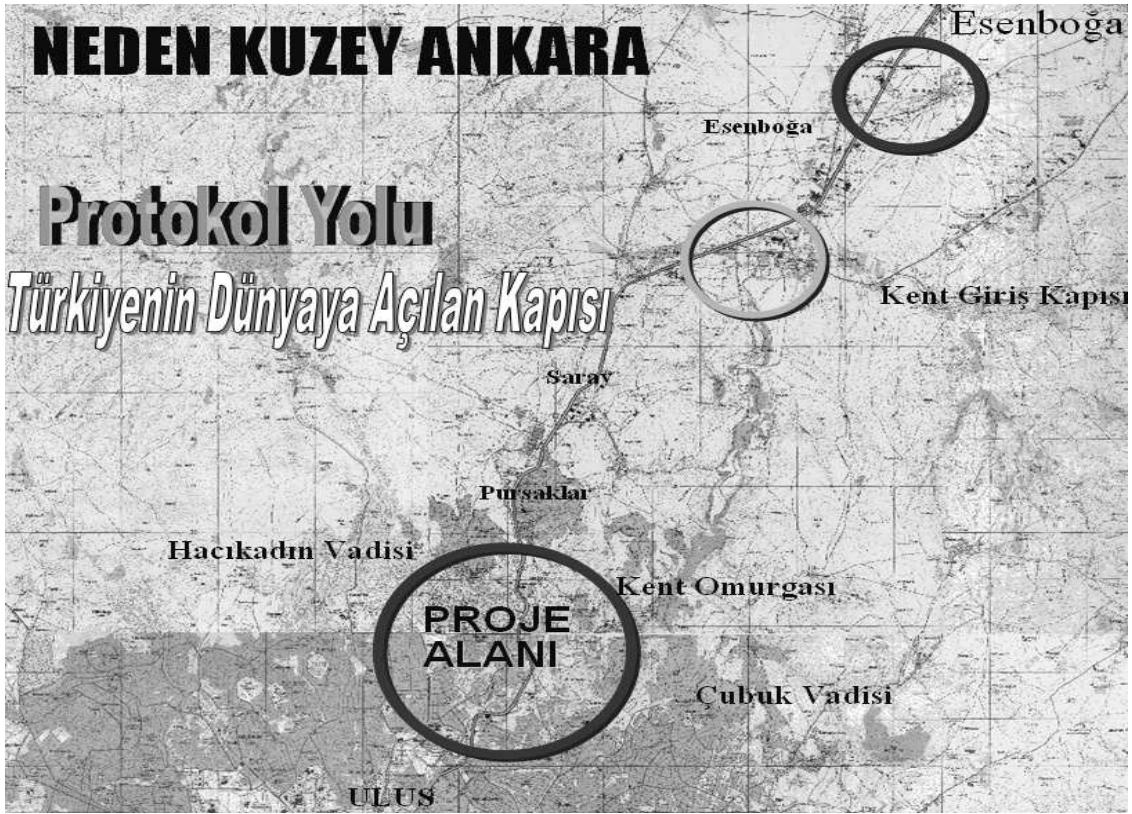 NEDEN KUZEY ANKARA
Esenboğa
Esenboğa
Protokol Yolu
Türkiyenin Dünyaya Açılan Kapısı
Kent Giriş Kapısı
Saray
Pursaklar
Hacıkadın Vadisi
Kent Omurgası
PROJE
ALANI
Çubuk Vadisi
ULUS